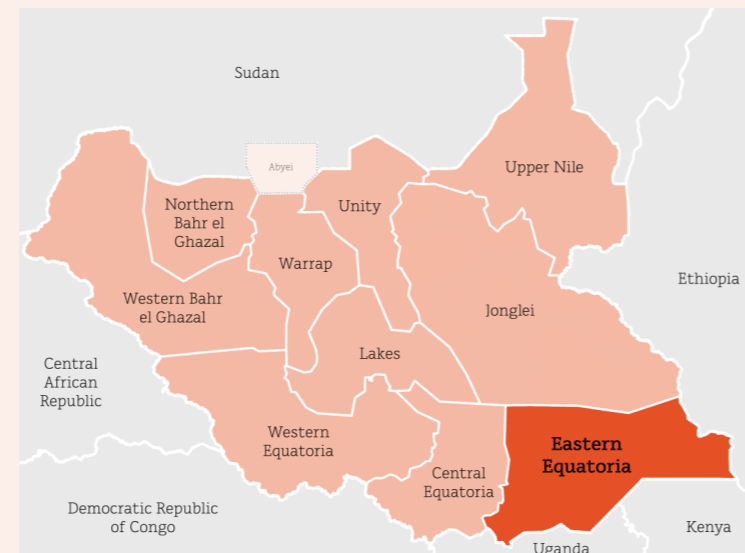 Sudan
Abyei
Upper Nile
Northern
Bahr el
Ghazal
Unity
Warrap
Ethiopia
Western Bahr
el Ghazal
Jonglei
Lakes
Central
African
Republic
Western
Equatoria
Eastern
Equatoria
Central
Equatoria
Democratic Republic
of Congo
Kenya
Uganda